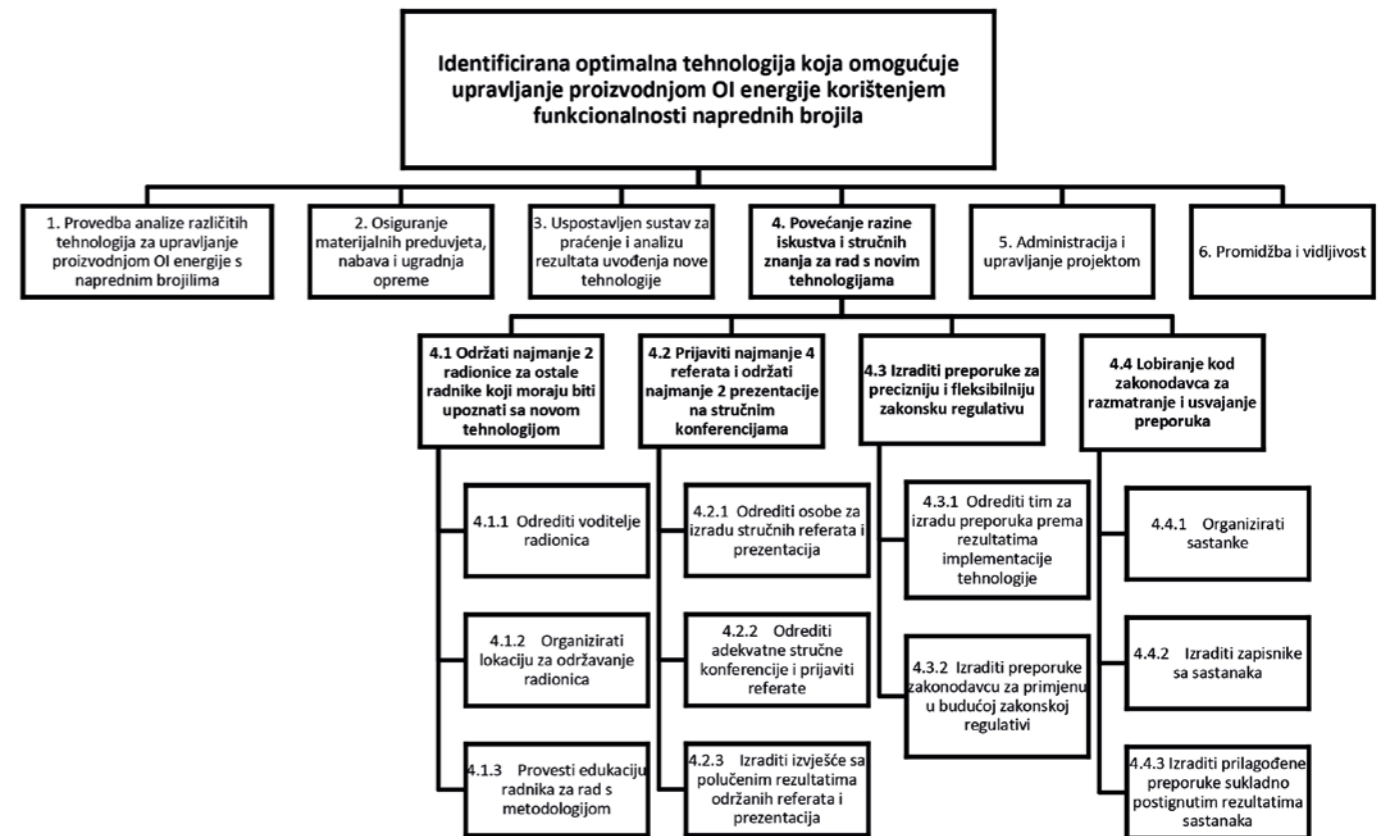 Identificirana optimalna tehnologija koja omogućuje
upravljanje proizvodnjom OI energije korištenjem
funkcionalnosti naprednih brojila
1. Provedba analize različitih
tehnologija za upravljanje
proizvodnjom OI energije s
naprednim brojilima
2. Osiguranje
materijalnih preduvjeta,
nabava i ugradnja
opreme
3. Uspostavljen sustav za
praćenje i analizu
rezultata uvođenja nove
tehnologije
4. Povećanje razine
iskustva i stručnih
znanja za rad s novim
tehnologijama
5. Administracija i
upravljanje projektom
6. Promidžba i vidljivost
4.1 Održati najmanje 2
radionice za ostale
radnike koji moraju biti
upoznati sa novom
tehnologijom
4.2 Prijaviti najmanje 4
referata i održati
najmanje 2 prezentacije
na stručnim
konferencijama
4.3 Izraditi preporuke za
precizniju i fleksibilniju
zakonsku regulativu
4.4 Lobiranje kod
zakonodavca za
razmatranje i usvajanje
preporuka
4.1.1 Odrediti voditelje
radionica
4.1.2 Organizirati
lokaciju za održavanje
radionica
4.1.3 Provesti edukaciju
radnika za rad s
metodologijom
4.2.1 Odrediti osobe za
izradu stručnih referata i
prezentacija
4.2.2 Odrediti
adekvatne stručne
konferencije i prijaviti
referate
4.2.3 Izraditi izvješće sa
polučenim rezultatima
održanih referata i
prezentacija
4.3.1 Odrediti tim za
izradu preporuka prema
rezultatima
implementacije
tehnologije
4.3.2 Izraditi preporuke
zakonodavcu za primjenu
u budućoj zakonskoj
regulativi
4.4.1 Organizirati
sastanke
4.4.2 Izraditi zapisnike
sa sastanaka
4.4.3 Izraditi prilagođene
preporuke sukladno
postignutim rezultatima
sastanaka